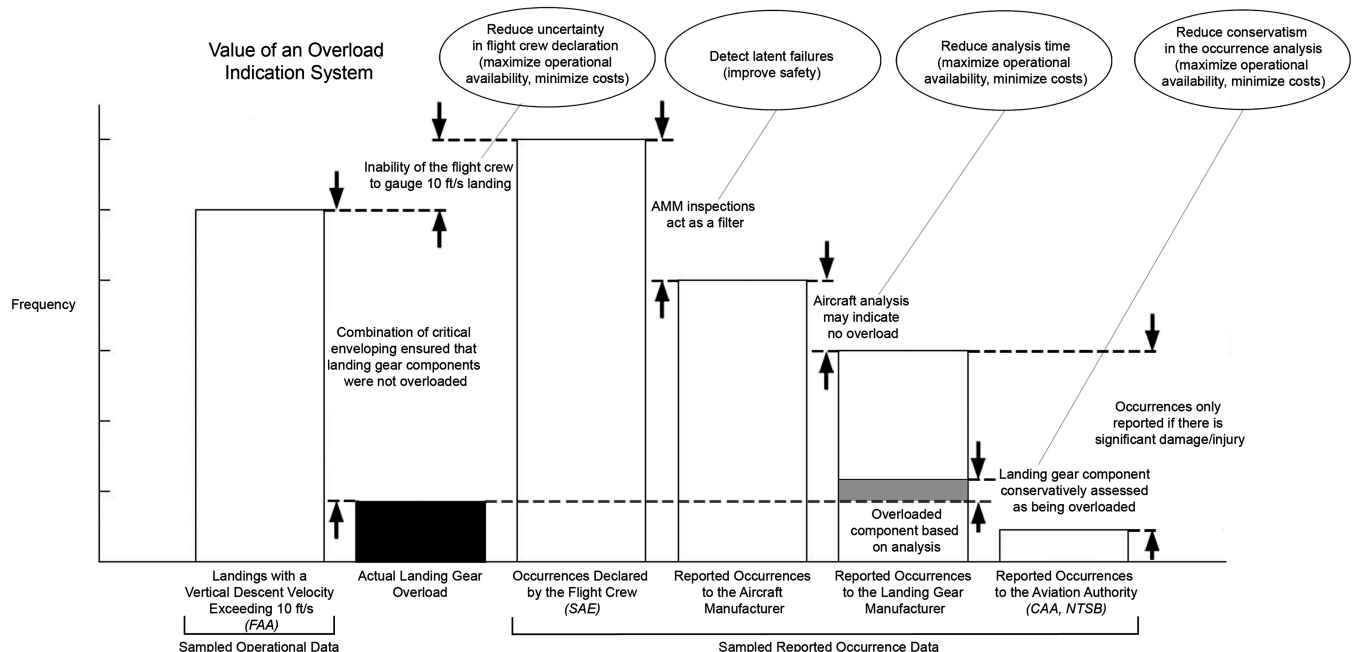 Value of an Overload
Indication System
Reduce uncertainty
in flight crew declaration
(maximize operational
availability, minimize costs)
Detect latent failures
(improve safety)
Reduce analysis time
(maximize operational
availability, minimize costs)
Reduce conservatism
in the occurrence analysis
(maximize operational
availability, minimize costs)
Inability of the flight crew
to gauge 10 ft/s landing
AMM inspections
act as a filter
Frequency
Combination of critical
enveloping ensured that
landing gear components
were not overloaded
Aircraft analysis
may indicate
no overload
Occurrences only
reported if there is
significant damage/injury
Landing gear component
conservatively assessed
as being overloaded
Overloaded
component based
on analysis
Landings with a
Vertical Descent Velocity
Exceeding 10 ft/s
(FAA)
Actual Landing Gear
Overload
Occurrences Declared
by the Flight Crew
(SAE)
Reported Occurrences
to the Aircraft
Manufacturer
Reported Occurrences
to the Landing Gear
Manufacturer
Reported Occurrences
to the Aviation Authority
(CAA, NTSB)
Sampled Operational Data
Sampled Reported Occurrence Data